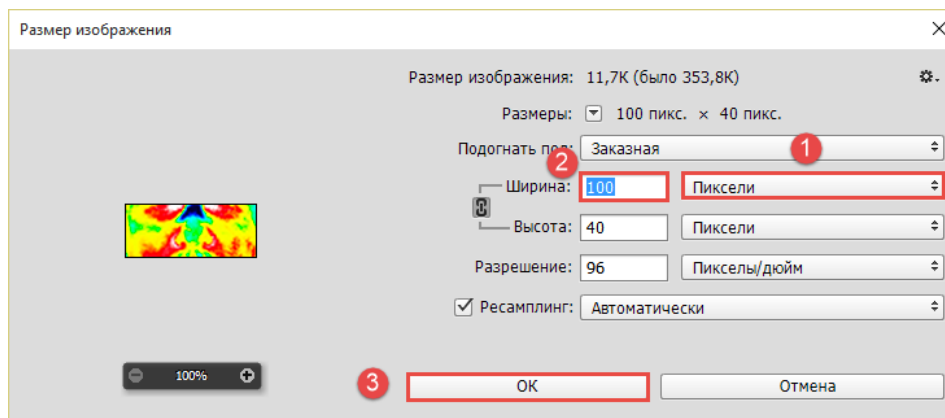 Размер изображения
Размер изображения: 11,7K (было 353,8K)
Размеры: 100 пикс. × 40 пикс.
Подогнать под: Заказная 1
2
Ширина: 100 Пиксели
Высота: 40 Пиксели
Разрешение: 96 Пикселы/дюйм
Ресамплинг: Автоматически
100%
3 ОК Отмена